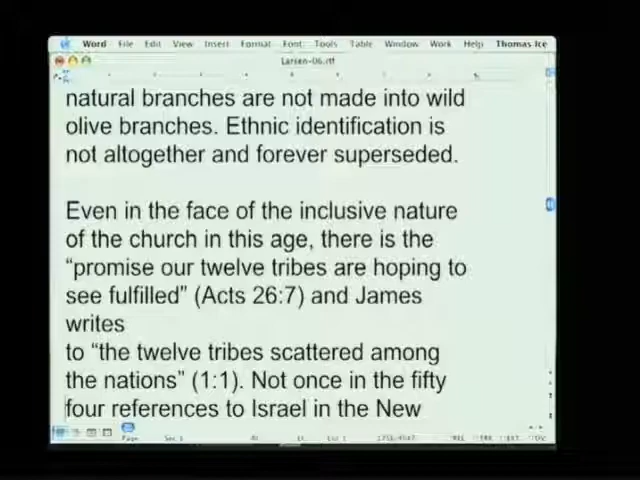 Word File Edit View Insert Format Font Tools Table Window Work Help Thomas Ice
Larsen-06.rtf
natural branches are not made into wild
olive branches. Ethnic identification is
not altogether and forever superseded.
Even in the face of the inclusive nature
of the church in this age, there is the
“promise our twelve tribes are hoping to
see fulfilled” (Acts 26:7) and James
writes
to “the twelve tribes scattered among
the nations” (1:1). Not once in the fifty
four references to Israel in the New
Page Sec 1